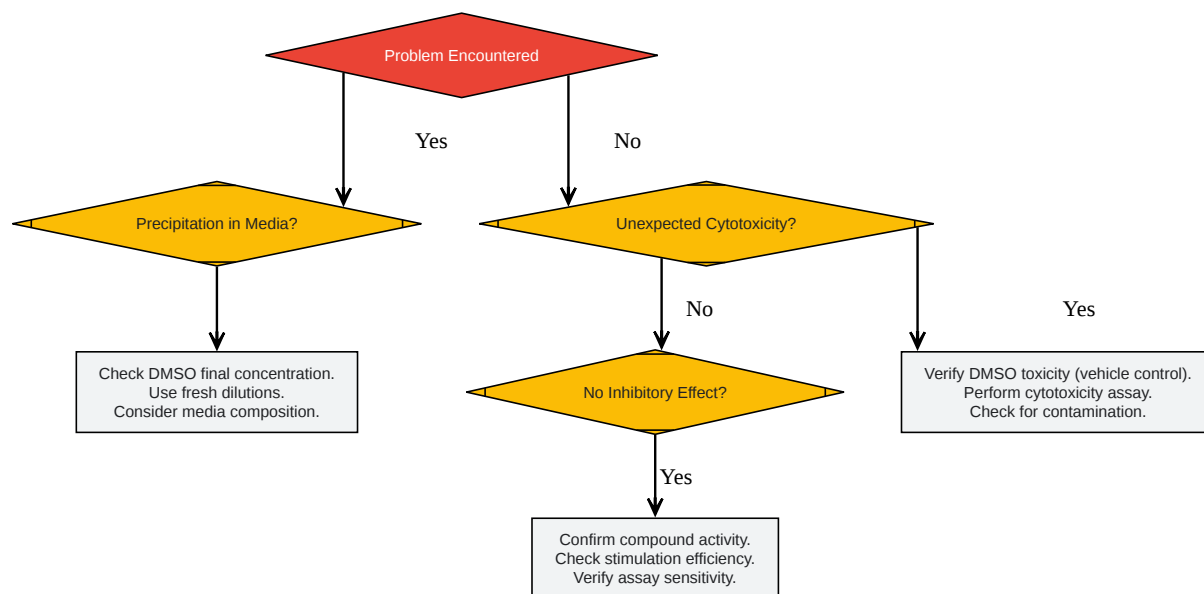 Problem Encountered
Yes
No
Precipitation in Media?
Unexpected Cytotoxicity?
No
Yes
Check DMSO final concentration.
Use fresh dilutions.
Consider media composition.
No Inhibitory Effect?
Verify DMSO toxicity (vehicle control).
Perform cytotoxicity assay.
Check for contamination.
Yes
Confirm compound activity.
Check stimulation efficiency.
Verify assay sensitivity.